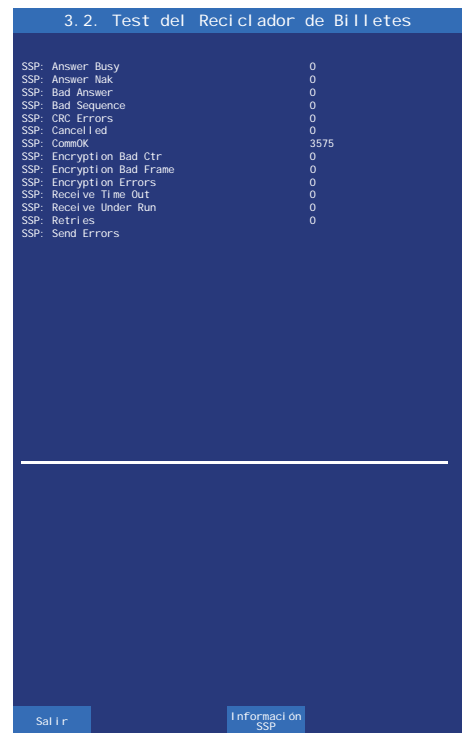 3.2. Test del Reciclador de Billetes
SSP: Answer Busy 0
SSP: Answer Nak 0
SSP: Bad Answer 0
SSP: Bad Sequence 0
SSP: CRC Errors 0
SSP: Cancelled 0
SSP: CommOK 3575
SSP: Encryption Bad Ctr 0
SSP: Encryption Bad Frame 0
SSP: Encryption Errors 0
SSP: Receive Time Out 0
SSP: Receive Under Run 0
SSP: Retries 0
SSP: Send Errors
Salir
Información
SSP